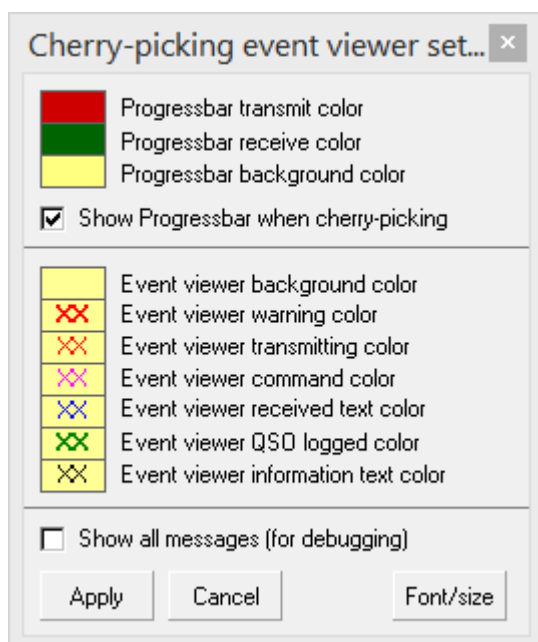 Cherry-picking event viewer set...
Progressbar transmit color
Progressbar receive color
Progressbar background color
Show Progressbar when cherry-picking
Event viewer background color
XX Event viewer warning color
XX Event viewer transmitting color
XX Event viewer command color
XX Event viewer received text color
XX Event viewer QSO logged color
XX Event viewer information text color
Show all messages (for debugging)
Apply Cancel Font/size